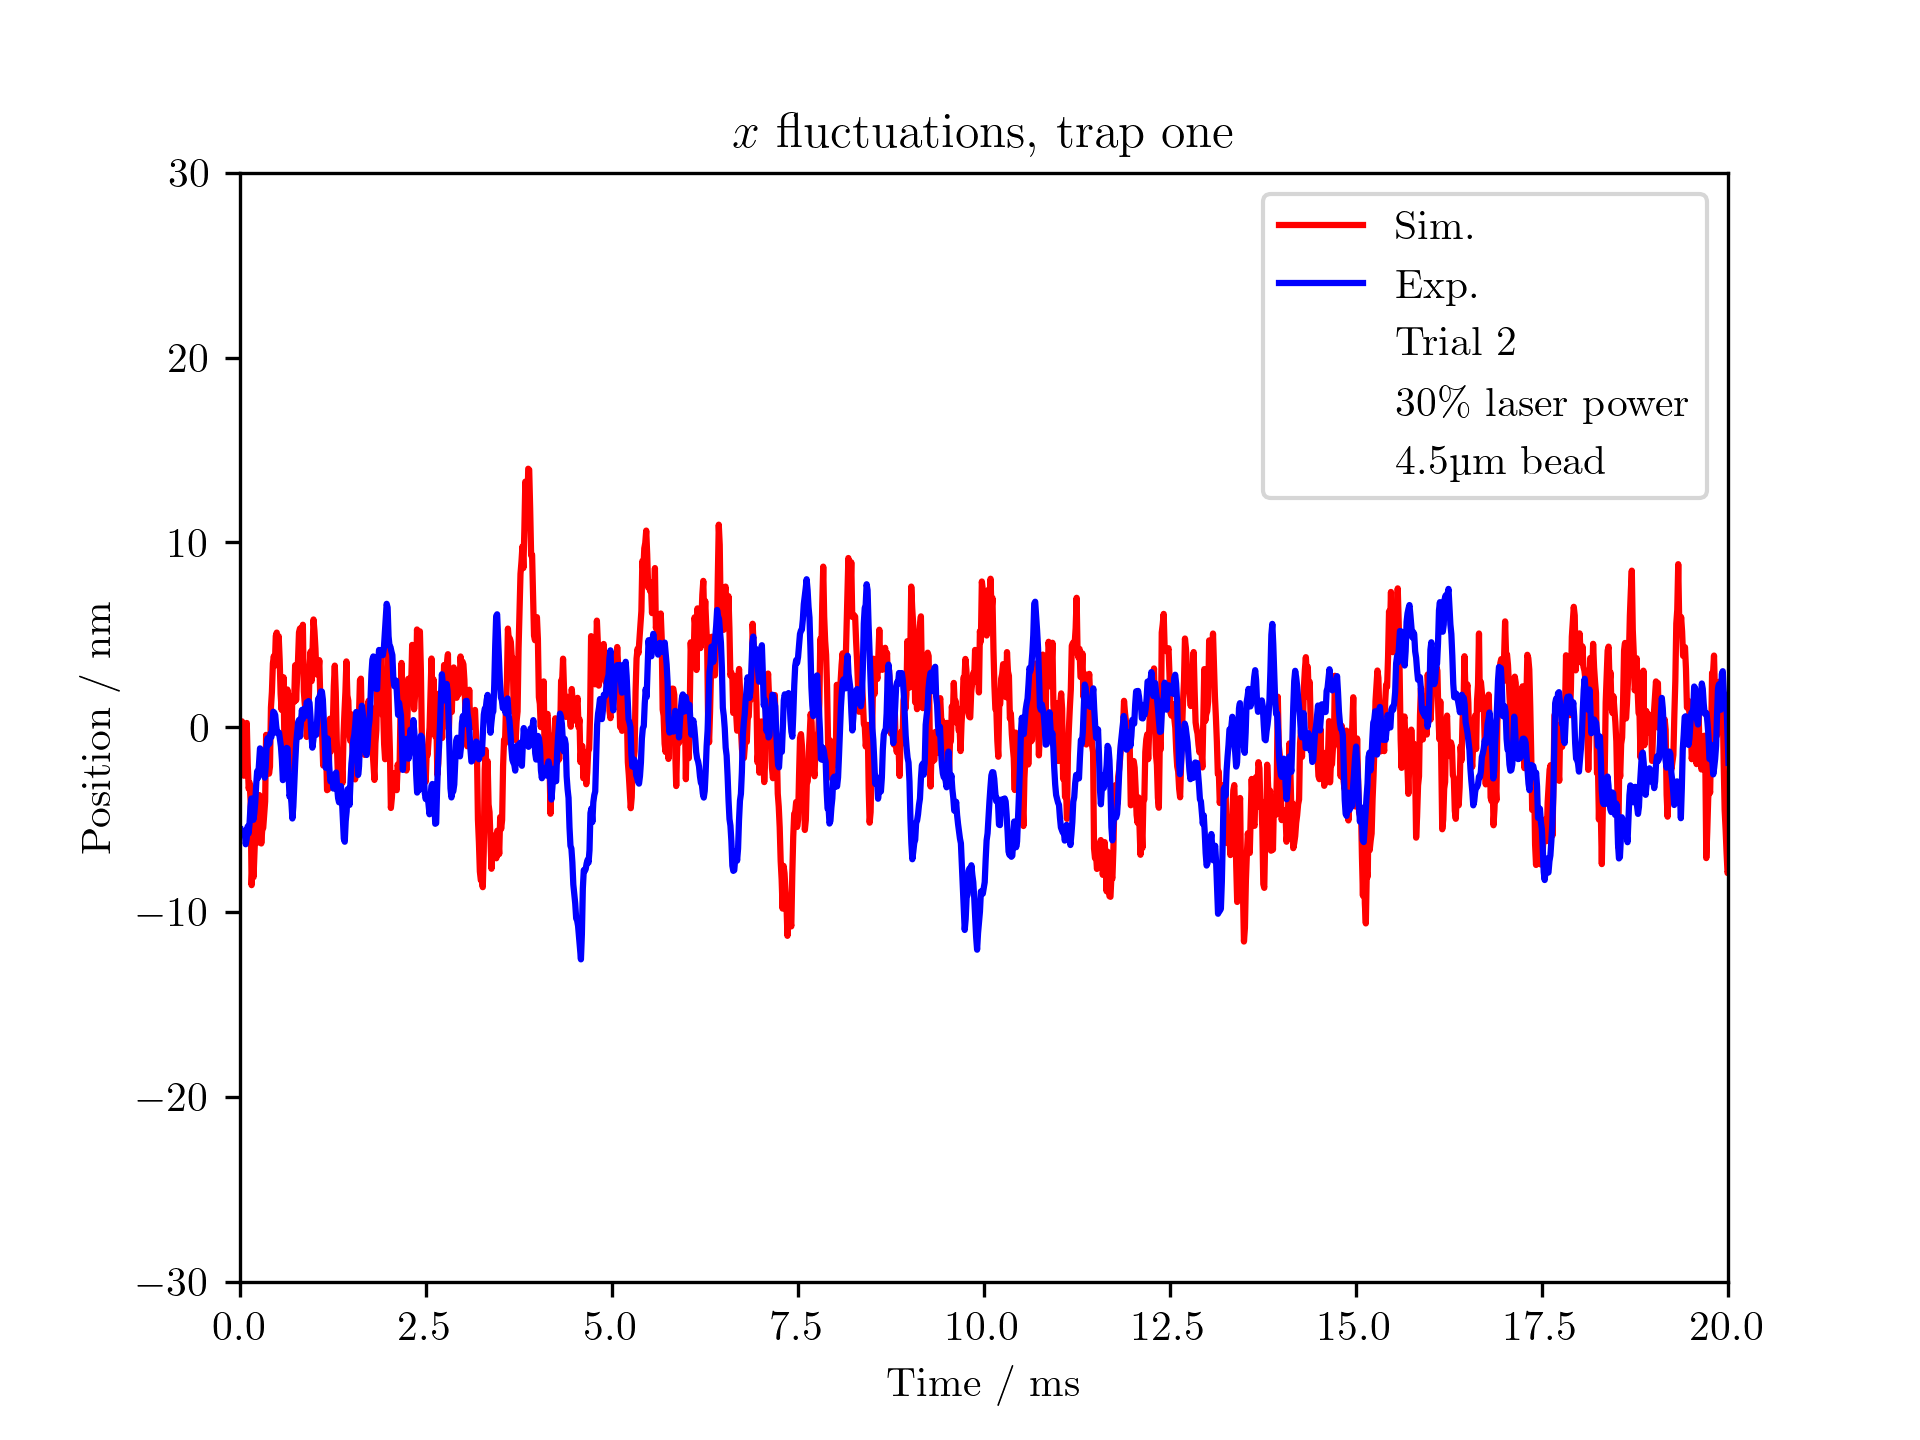 x fluctuations, trap one
Sim.
Exp.
Trial 2
30% laser power
4.5µm bead
Position / nm
30
20
10
0
−10
−20
−30
0.0 2.5 5.0 7.5 10.0 12.5 15.0 17.5 20.0
Time / ms